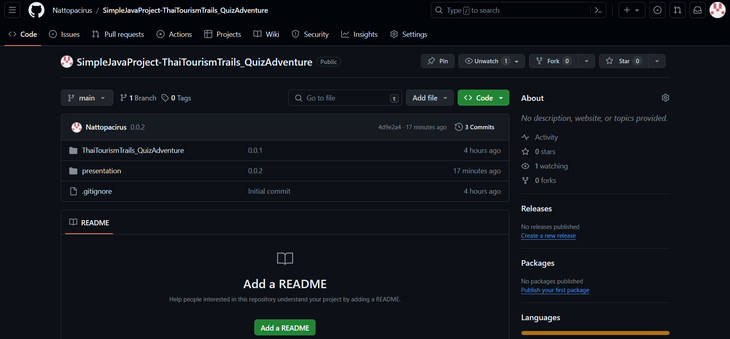 Nattopacirus / SimpleJavaProject-ThaiTourismTrails_QuizAdventure
Type / to search
Code
Issues
Pull requests
Actions
Projects
Wiki
Security
Insights
Settings
SimpleJavaProject-ThaiTourismTrails_QuizAdventure Public
Pin
Unwatch 1
Fork 0
Star 0
main
1 Branch
0 Tags
Go to file t
Add file
Code
Nattopacirus 0.0.2
4d9e2a4 · 17 minutes ago
3 Commits
ThaiTourismTrails_QuizAdventure 0.0.1 4 hours ago
presentation 0.0.2 17 minutes ago
.gitignore Initial commit 4 hours ago
README
Add a README
Help people interested in this repository understand your project by adding a README.
Add a README
About
No description, website, or topics provided.
Activity
0 stars
1 watching
0 forks
Releases
No releases published
Create a new release
Packages
No packages published
Publish your first package
Languages